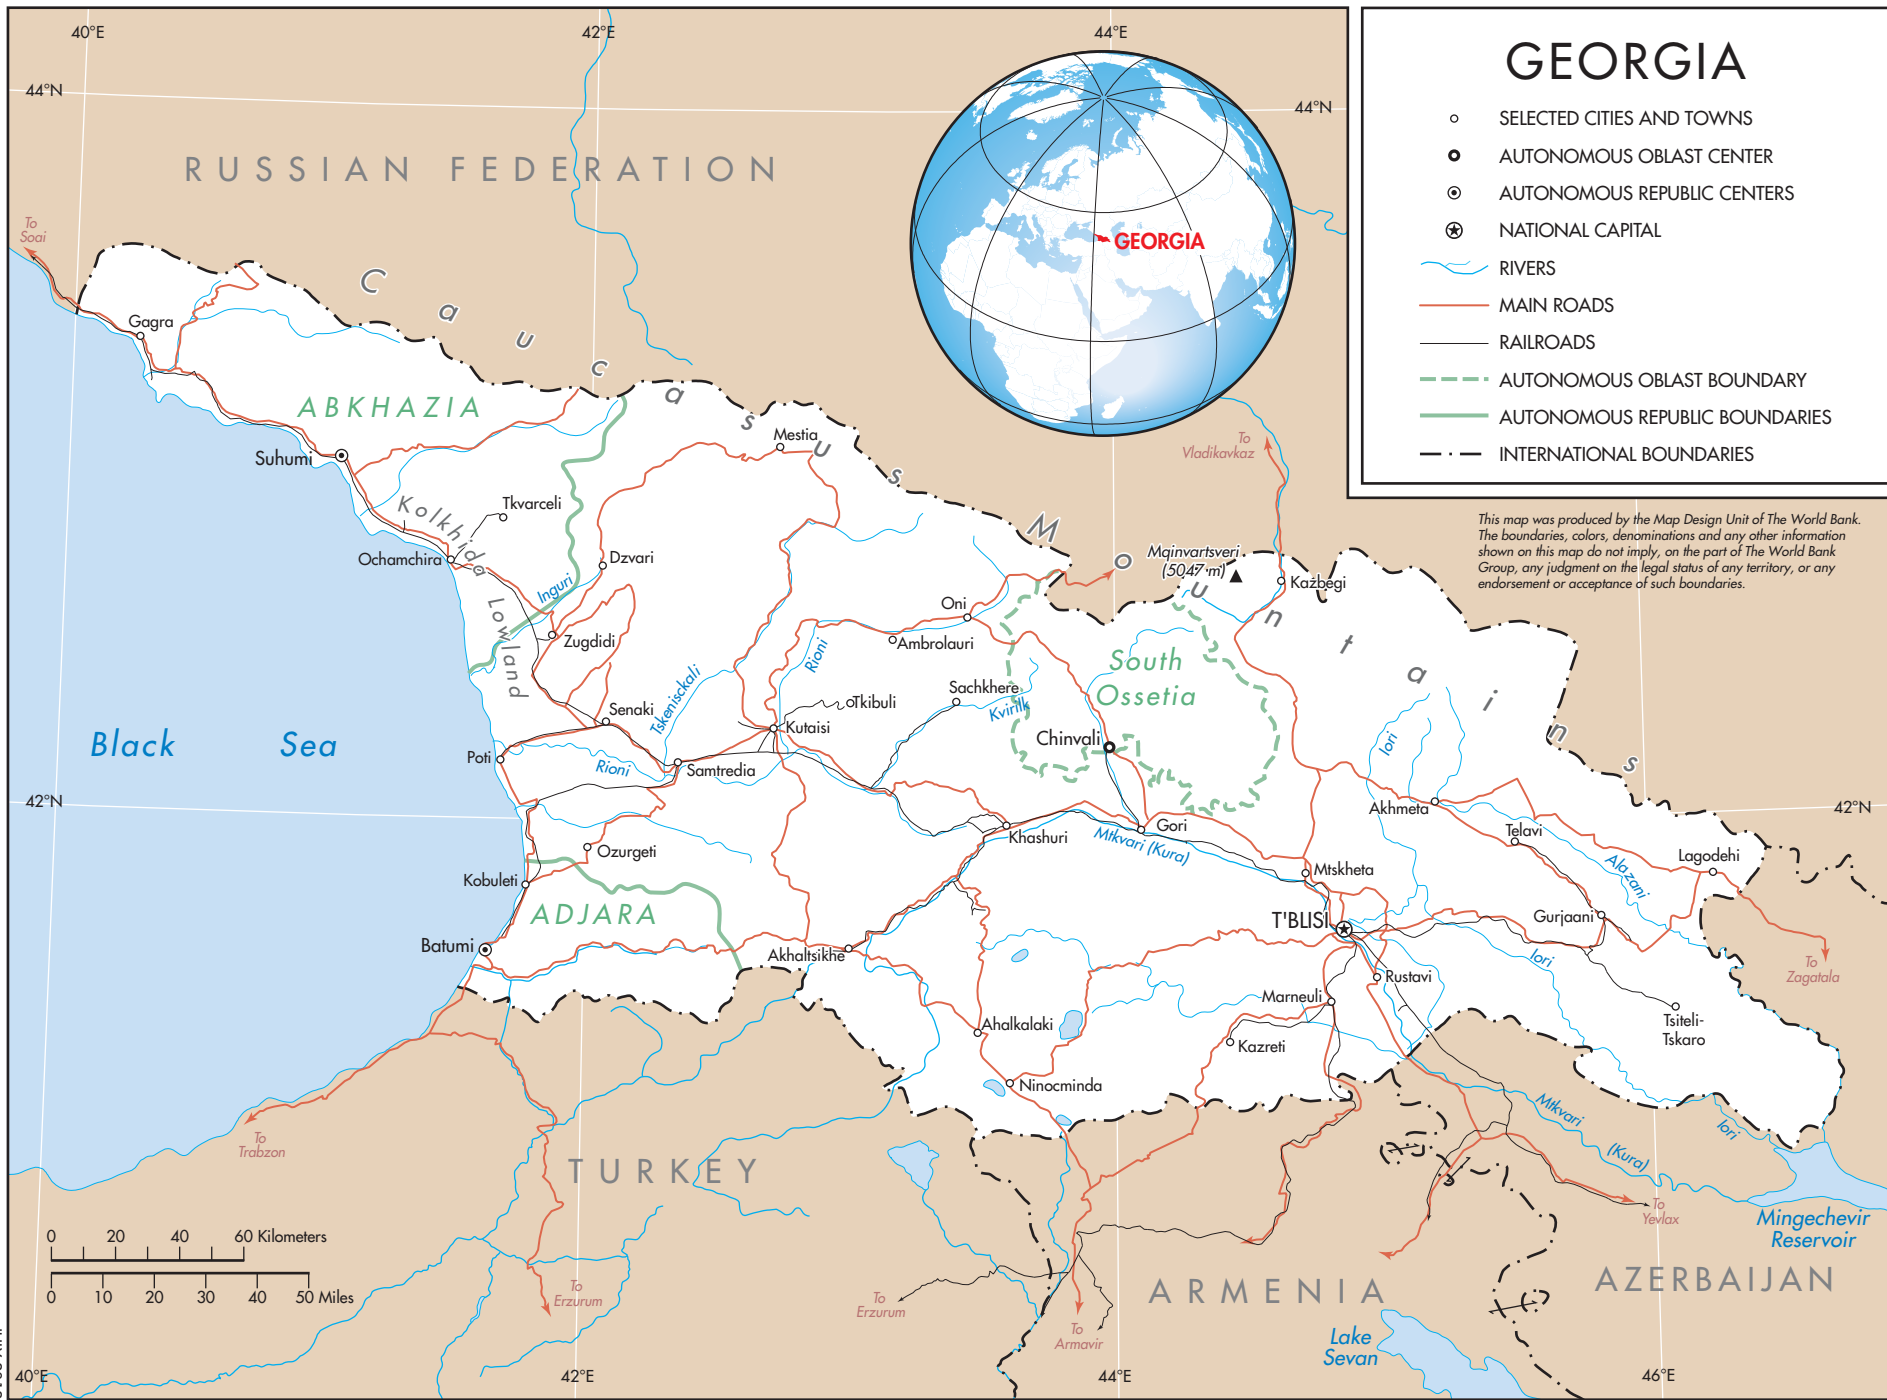 40°E
42°E
44°E
44°N
44°N
GEORGIA
SELECTED CITIES AND TOWNS
AUTONOMOUS OBLAST CENTER
AUTONOMOUS REPUBLIC CENTERS
NATIONAL CAPITAL
RIVERS
MAIN ROADS
RAILROADS
AUTONOMOUS OBLAST BOUNDARY
AUTONOMOUS REPUBLIC BOUNDARIES
INTERNATIONAL BOUNDARIES
This map was produced by the Map Design Unit of The World Bank.
The boundaries, colors, denominations and any other information
shown on this map do not imply, on the part of The World Bank
Group, any judgment on the legal status of any territory, or any
endorsement or acceptance of such boundaries.
RUSSIAN FEDERATION
GEORGIA
To
Soai
Caucasus Mountains
Gagra
ABKHAZIA
Suhumi
Mestia
To
Vladikavkaz
Kolkhida Lowland
Tkvarceli
Ochamchira
Dzvari
Inguri
Mqinvartsveri
(5047 m)
Kazbegi
Oni
Zugdidi
Ambrolauri
Rioni
South
Ossetia
Tskenisckali
Sachkhere
Kvirilk
Tkibuli
Senaki
Kutaisi
Chinvali
Iori
Black Sea
Poti
Rioni
Samtredia
42°N
42°N
Akhmeta
Khashuri
Gori
Mtkvari (Kura)
Telavi
Ozurgeti
Lagodehi
Alazani
Kobuleti
Mtskheta
ADJARA
T'BLISI
Gurjaani
Batumi
Akhaltsikhe
Iori
To
Zagatala
Rustavi
Marneuli
Ahalkalaki
Kazreti
Tsiteli-
Tskaro
Ninocminda
Mtkvari
(Kura)
Iori
To
Trabzon
TURKEY
To
Yevlax
Mingechevir
Reservoir
0 20 40 60 Kilometers
0 10 20 30 40 50 Miles
To
Erzurum
To
Erzurum
To
Armavir
ARMENIA
AZERBAIJAN
Lake
Sevan
40°E
42°E
44°E
46°E